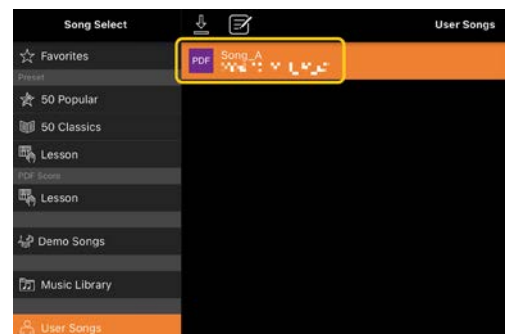 Song Select
User Songs
Favorites
Preset
50 Popular
50 Classics
Lesson
PDF Score
Lesson
Demo Songs
Music Library
User Songs
PDF
Song_A